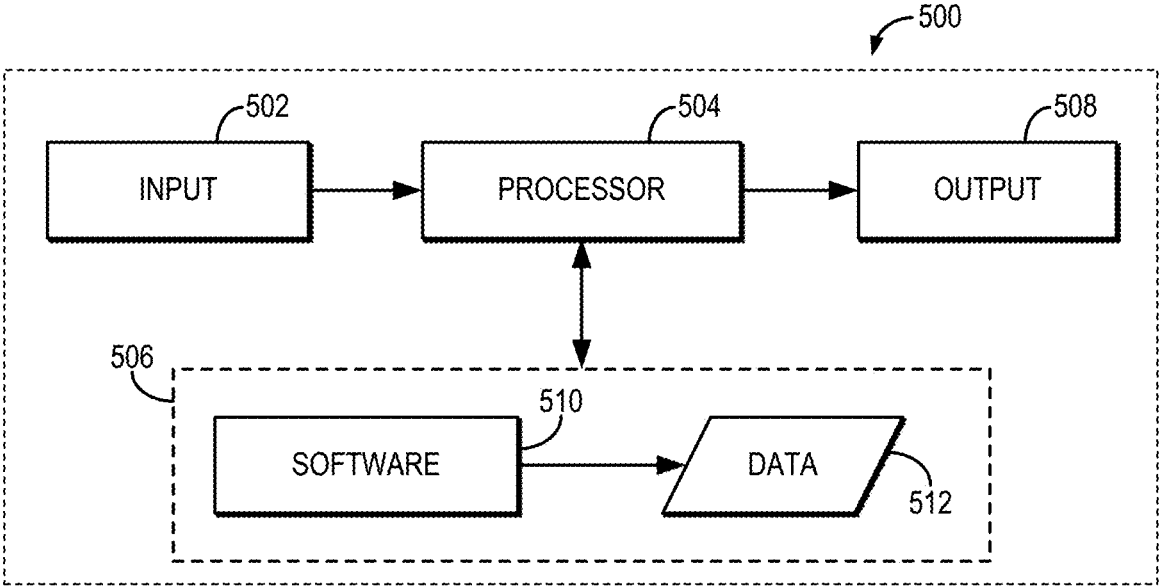 500
502
504
508
INPUT
PROCESSOR
OUTPUT
506
510
SOFTWARE
DATA
512